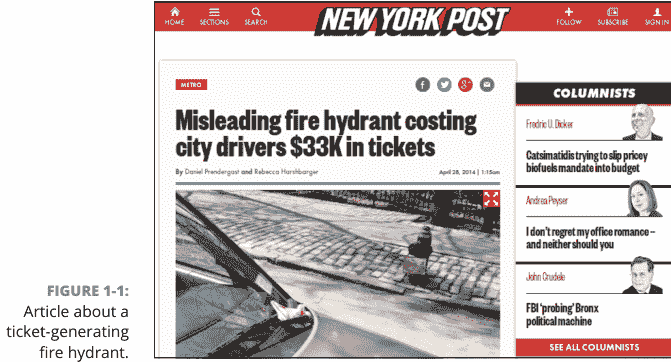 HOME
SECTIONS
SEARCH
NEW YORK POST
FOLLOW
SUBSCRIBE
SIGN IN
METRO
Misleading fire hydrant costing
city drivers $33K in tickets
By Daniel Prendergast and Rebecca Harshbarger
April 28, 2014 | 1:15am
COLUMNISTS
Fredric U. Dicker
Catsimatidis trying to slip pricey
biofuels mandate into budget
Andrea Peyser
I don't regret my office romance –
and neither should you
John Crudele
FBI ‘probing’ Bronx
political machine
SEE ALL COLUMNISTS
FIGURE 1-1:
Article about a
ticket-generating
fire hydrant.